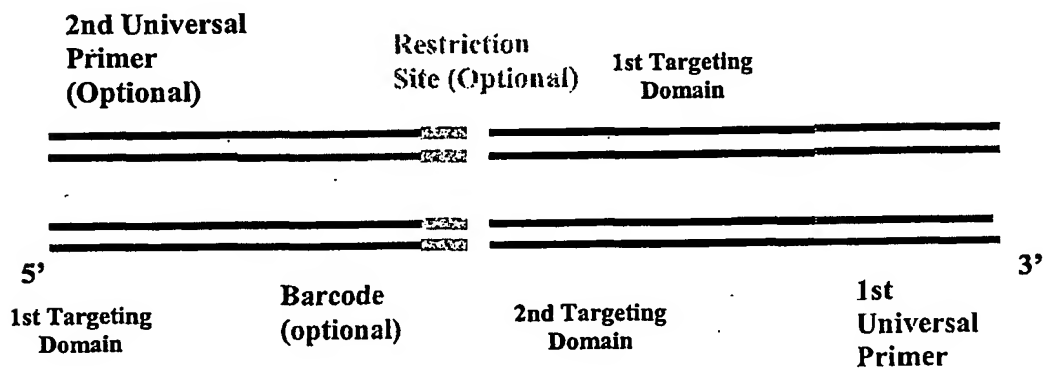 2nd Universal
Primer
(Optional)
Restriction
Site (Optional)
1st Targeting
Domain
5’
3’
1st Targeting
Domain
Barcode
(optional)
2nd Targeting
Domain
1st
Universal
Primer